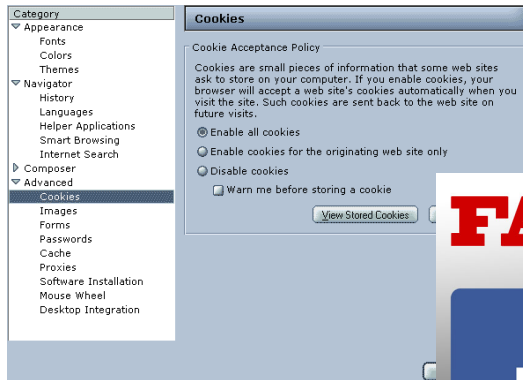 Category
Appearance
Fonts
Colors
Themes
Navigator
History
Languages
Helper Applications
Smart Browsing
Internet Search
Composer
Advanced
Cookies
Images
Forms
Passwords
Cache
Proxies
Software Installation
Mouse Wheel
Desktop Integration
Cookies
Cookie Acceptance Policy
Cookies are small pieces of information that some web sites
ask to store on your computer. If you enable cookies, your
browser will accept a web site's cookies automatically when you
visit the site. Such cookies are sent back to the web site on
future visits.
Enable all cookies
Enable cookies for the originating web site only
Disable cookies
Warn me before storing a cookie
View Stored Cookies